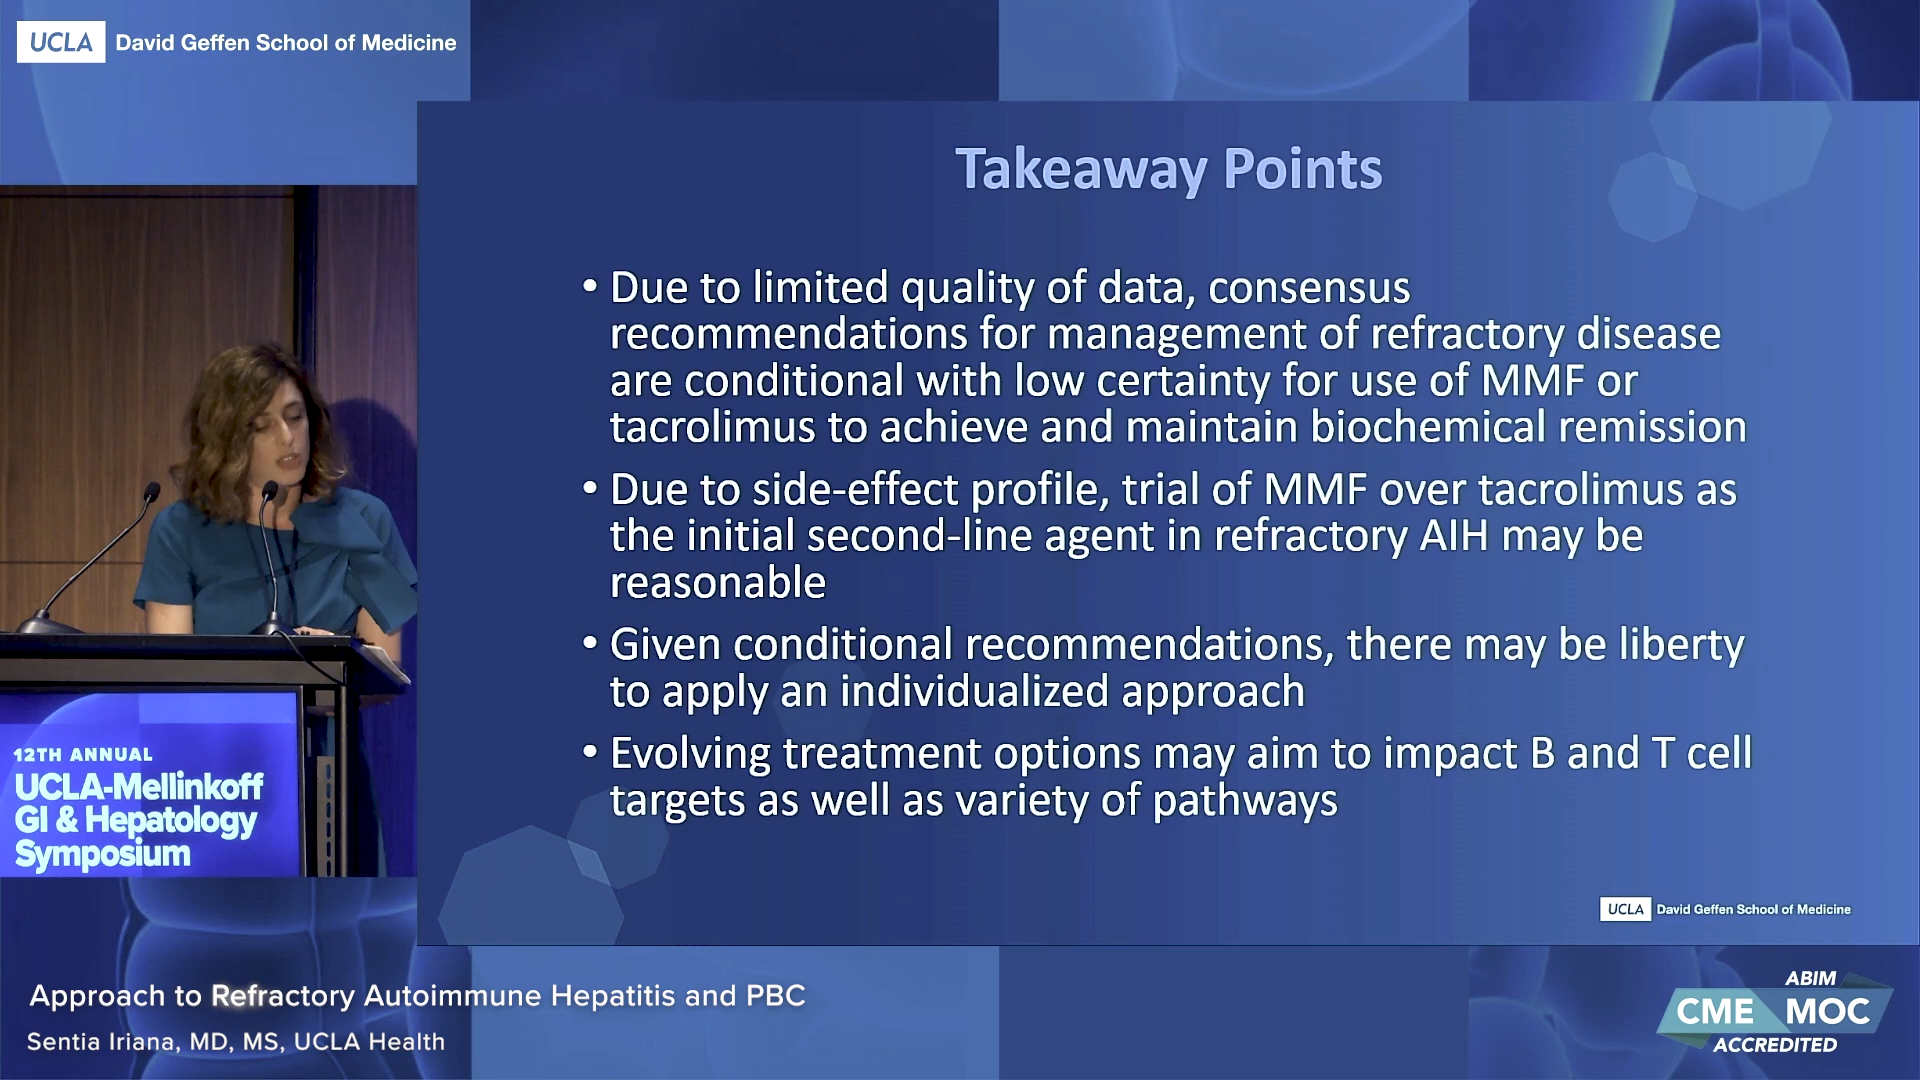 UCLA David Geffen School of Medicine
Takeaway Points
• Due to limited quality of data, consensus
recommendations for management of refractory disease
are conditional with low certainty for use of MMF or
tacrolimus to achieve and maintain biochemical remission
• Due to side-effect profile, trial of MMF over tacrolimus as
the initial second-line agent in refractory AIH may be
reasonable
• Given conditional recommendations, there may be liberty
to apply an individualized approach
• Evolving treatment options may aim to impact B and T cell
targets as well as variety of pathways
UCLA David Geffen School of Medicine
12TH ANNUAL
UCLA-Mellinkoff
GI & Hepatology
Symposium
Approach to Refractory Autoimmune Hepatitis and PBC
Sentia Iriana, MD, MS, UCLA Health
ABIM
CME MOC
ACCREDITED